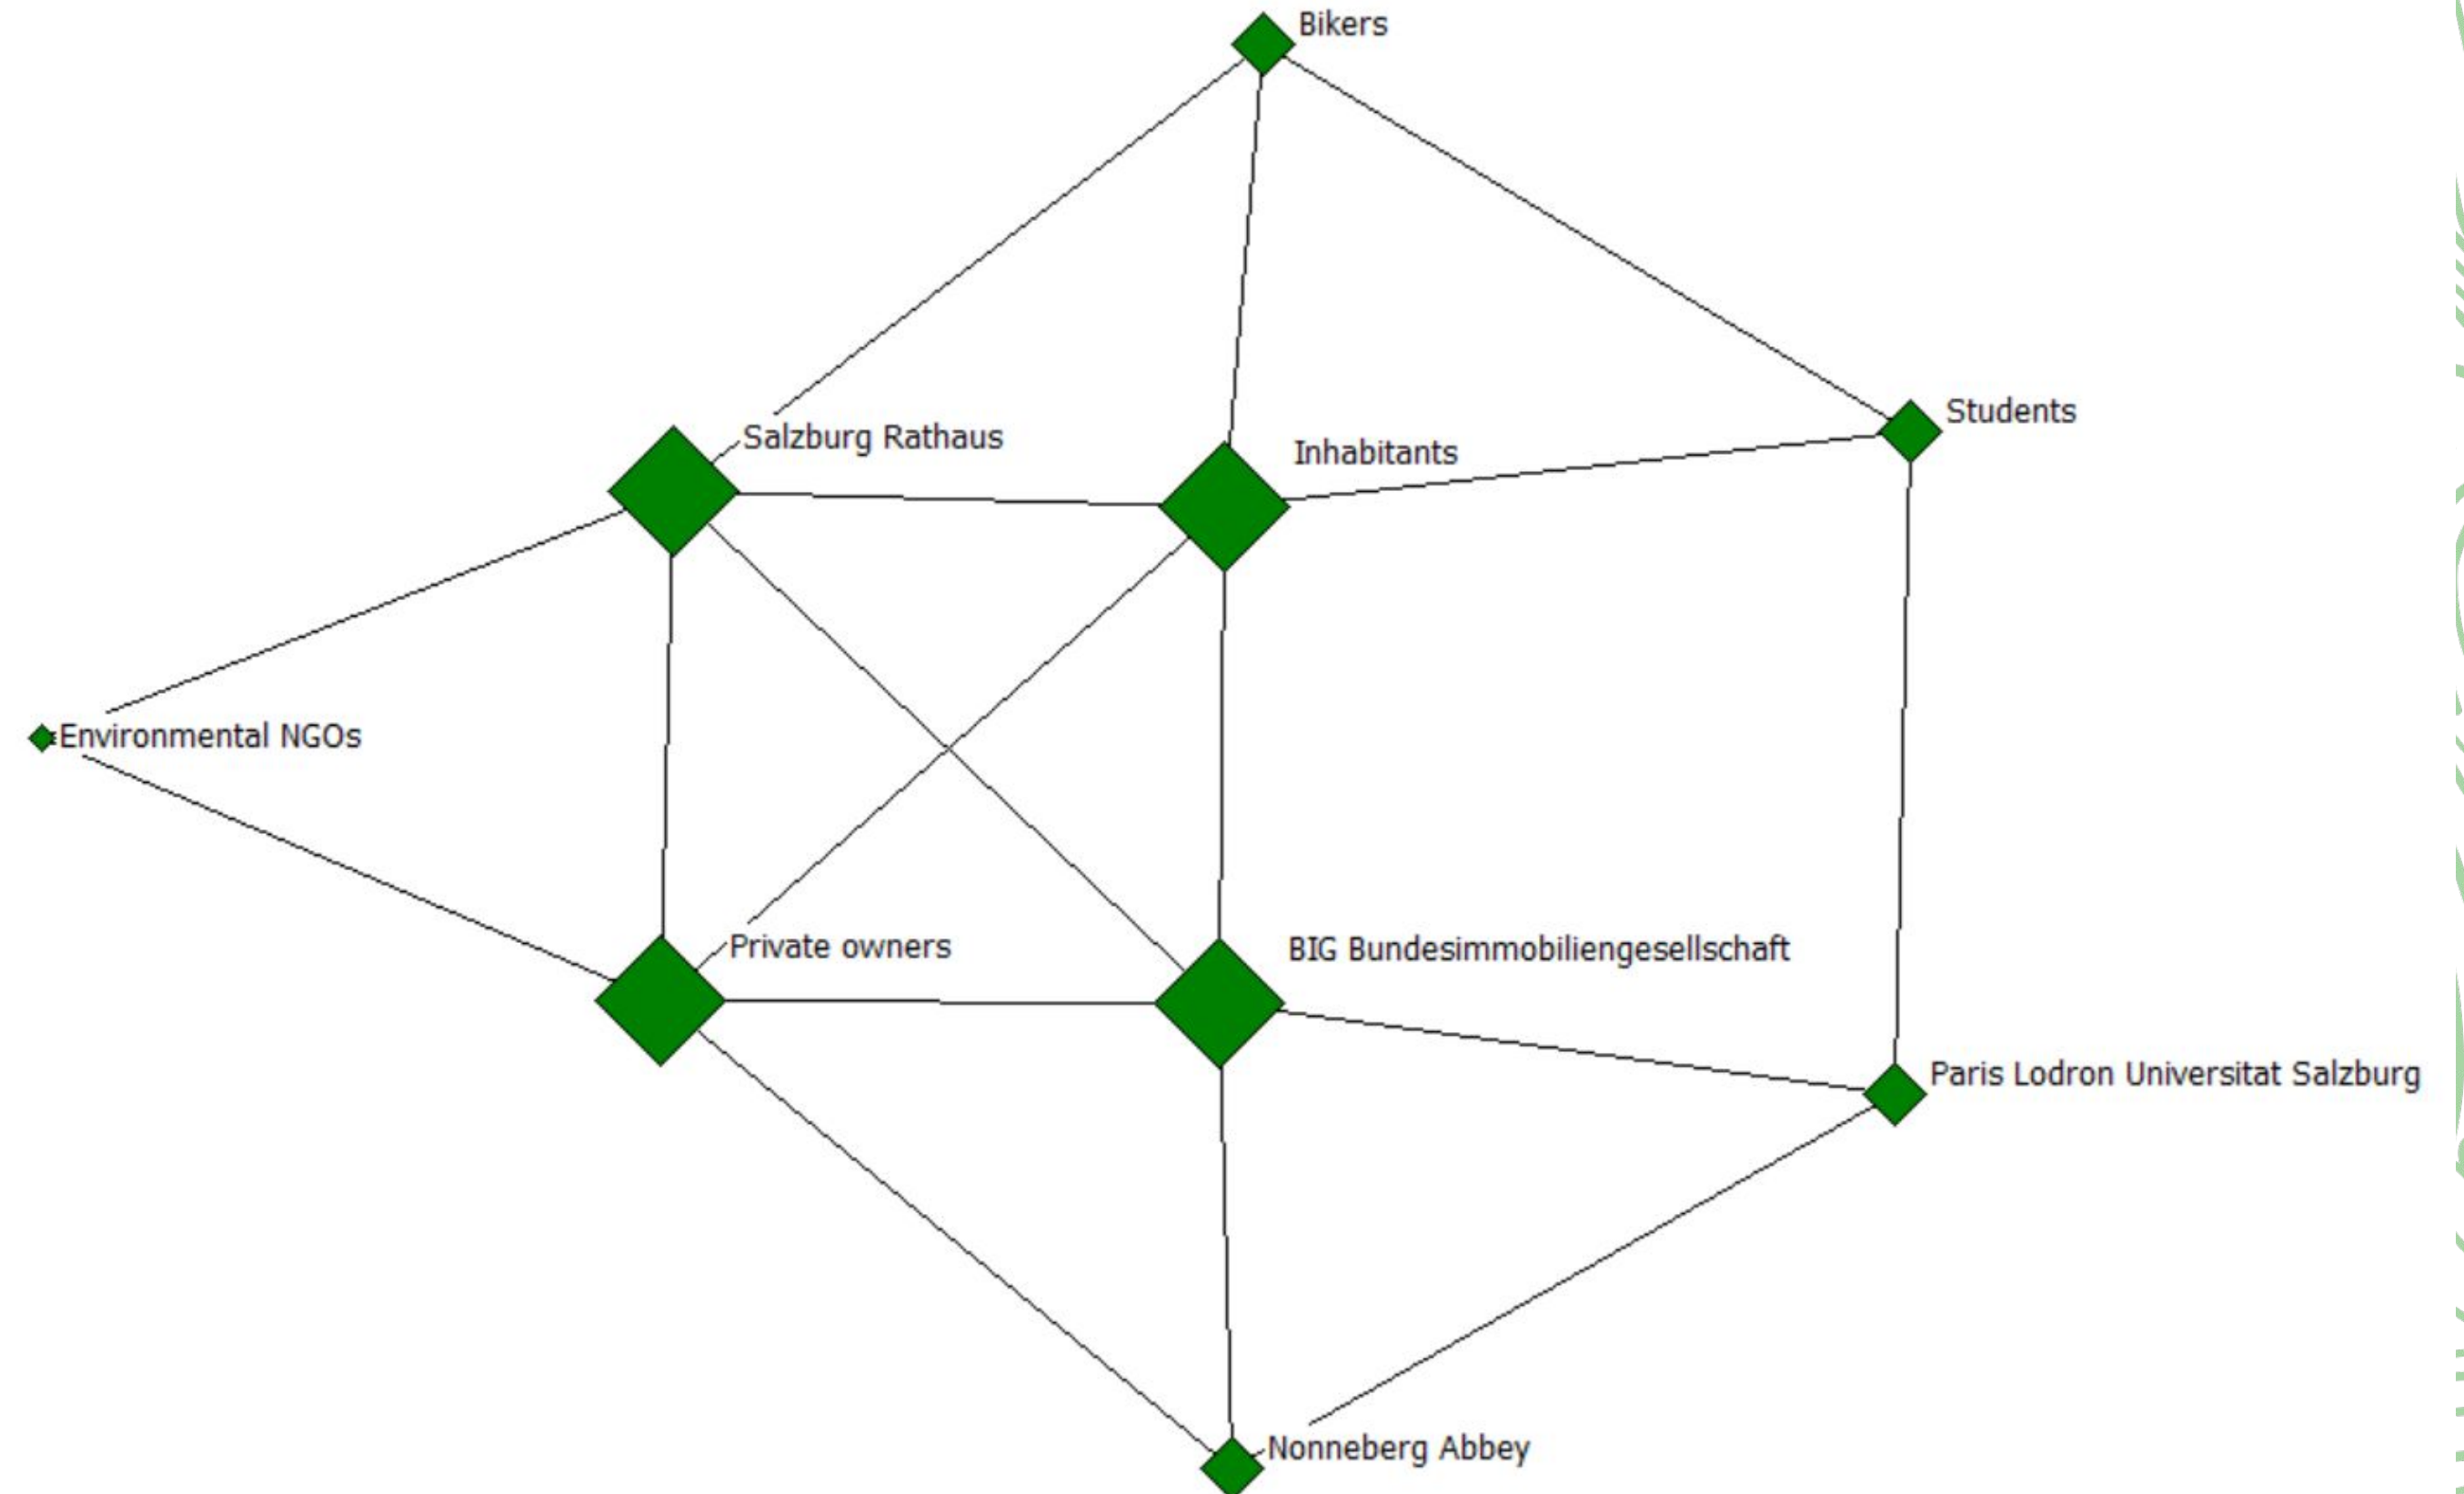 Bikers
Students
Salzburg Rathaus
Inhabitants
Environmental NGOs
Private owners
BIG Bundesimmobiliengesellschaft
Paris Lodron Universitat Salzburg
Nonneberg Abbey